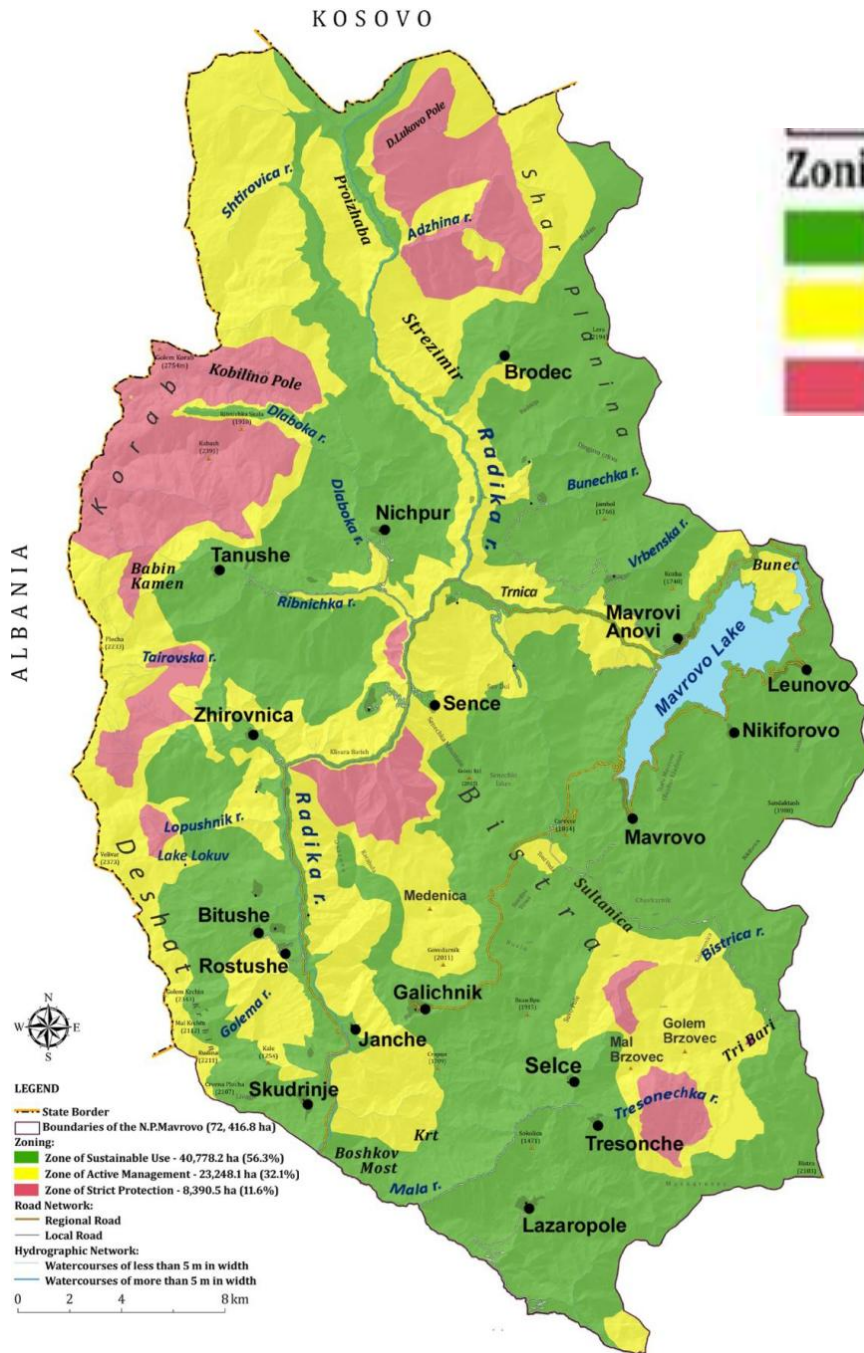 KOSOVO
D.Lukovo Pole
Zoni
Shtirovica r.
Proizhaba
Shar Planina
Adzhina r.
Strezimir
Brodec
Korab
(2764m)
Kobilino Pole
Dlaboka r.
Radika r.
Bunechka r.
Dlaboka r.
Nichpur
ALBANIA
Tanushe
Babin
Kamen
Ribnichka r.
Trnica
Vrbenska r.
Bunec
Mavrovi
Anovi
Mavrovo Lake
Leunovo
Tairovska r.
Zhirovnica
Sence
Nikiforovo
Radika r.
Bistra
Lopushnik r.
Lake Lokuv
Mavrovo
Deshat
Medenica
Sultanica
Bitushe
Rostushe
Bistrica r.
Golema r.
Galichnik
Janche
Golem
Brzovec
Mal
Brzovec
Tri Bari
Selce
Skudrinje
Tresonechka r.
Tresonche
Krt
Boshkov
Most
Mala r.
Lazaropole
N
W
E
S
LEGEND
State Border
Boundaries of the N.P.Mavrovo (72, 416.8 ha)
Zoning:
Zone of Sustainable Use - 40,778.2 ha (56.3%)
Zone of Active Management - 23,248.1 ha (32.1%)
Zone of Strict Protection - 8,390.5 ha (11.6%)
Road Network:
Regional Road
Local Road
Hydrographic Network:
Watercourses of less than 5 m in width
Watercourses of more than 5 m in width
0 2 4 8 km